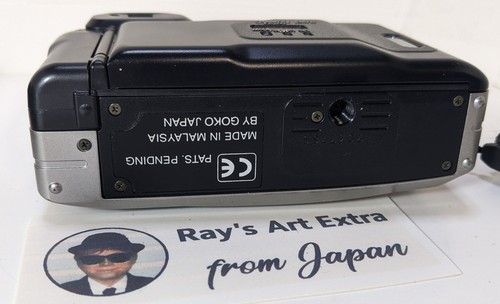 PATS. PENDING
CE
MADE IN MALAYSIA
BY GOKO JAPAN
Ray's Art Extra
from Japan